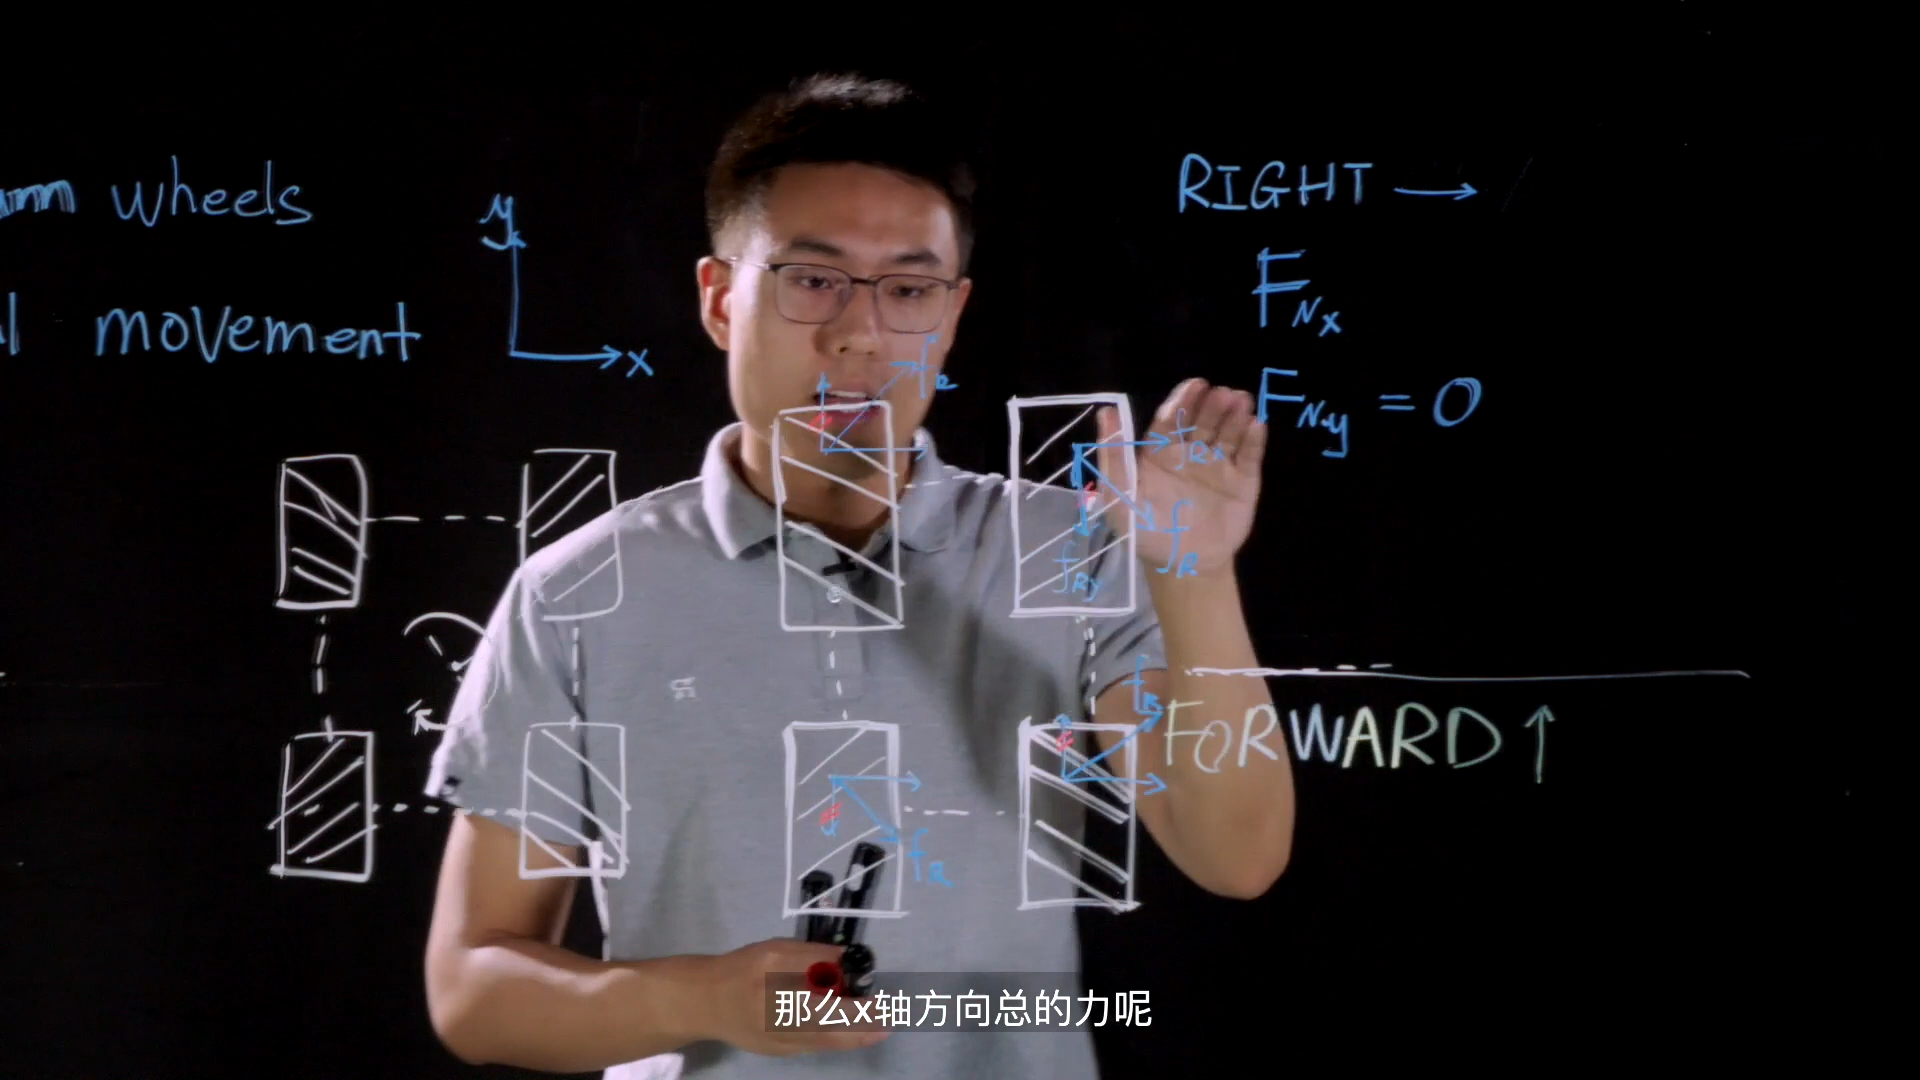 wheels
movement
y
x
RIGHT →
F_Nx
F_Ny = 0
f_R
f_Rx
f_R
f_Ry
f_R
FORWARD ↑
f_R
那么x轴方向总的力呢